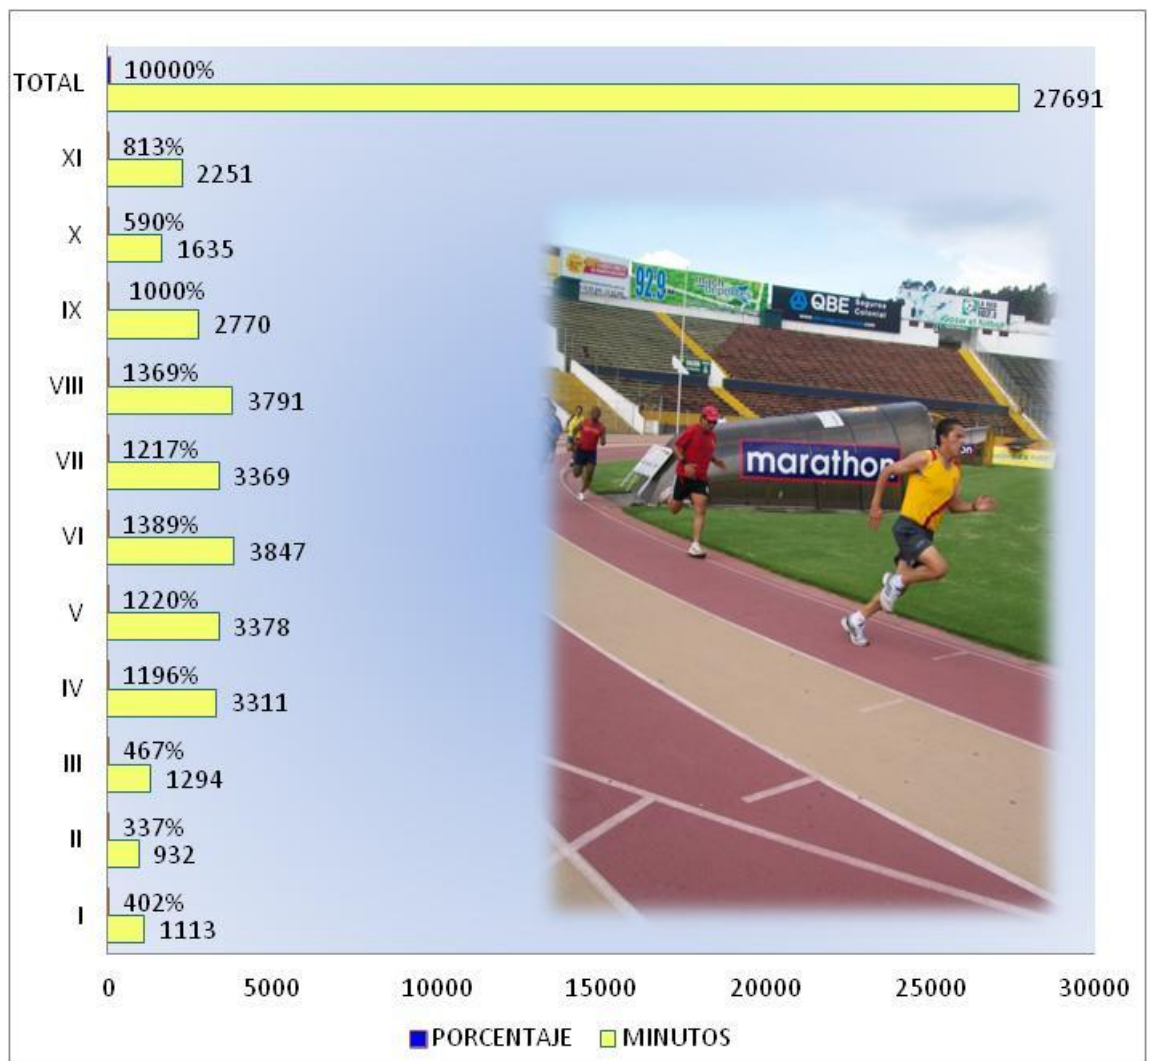 TOTAL
10000%
27691
XI
813%
2251
X
590%
1635
IX
1000%
2770
VIII
1369%
3791
VII
1217%
3369
VI
1389%
3847
V
1220%
3378
IV
1196%
3311
III
467%
1294
II
337%
932
I
402%
1113
92.9
QBE Seguros
Colonial
marathon
0 5000 10000 15000 20000 25000 30000
PORCENTAJE MINUTOS